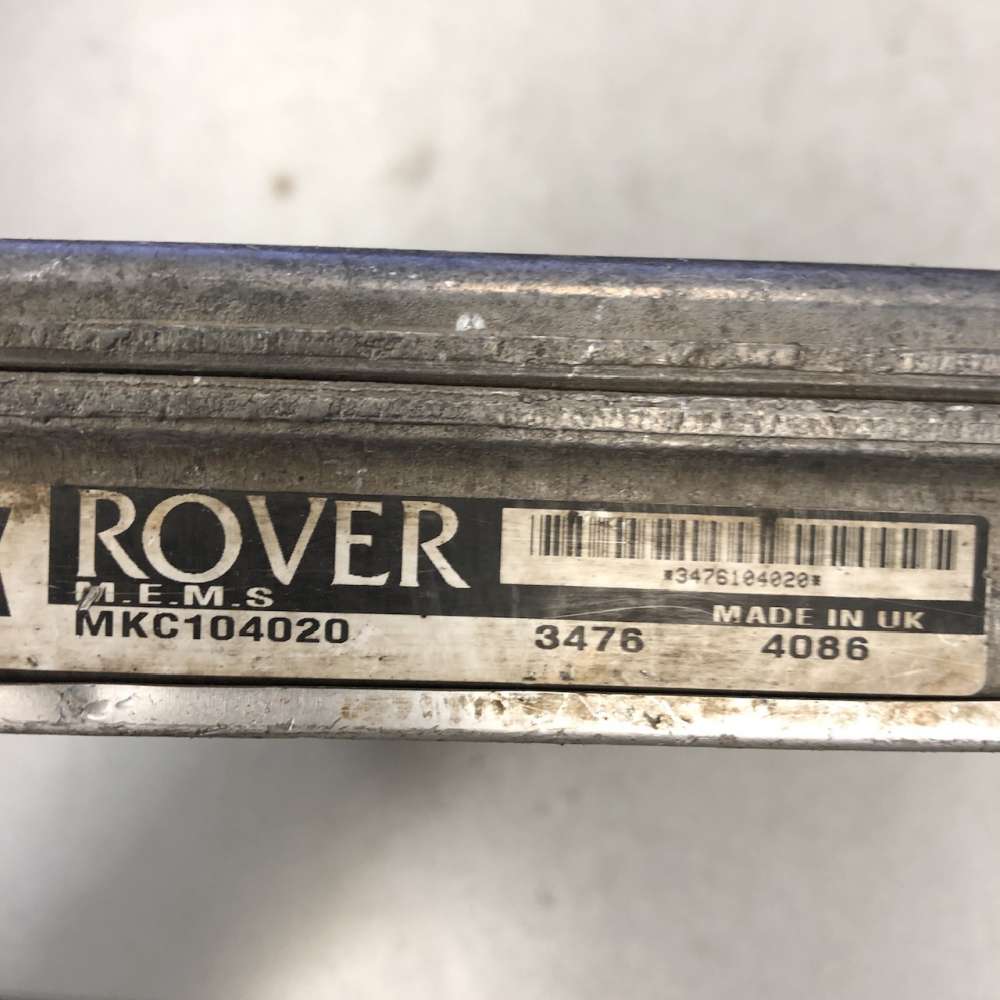 ROVER
*3476104020*
M.E.M.S
MADE IN UK
MKC104020 3476 4086